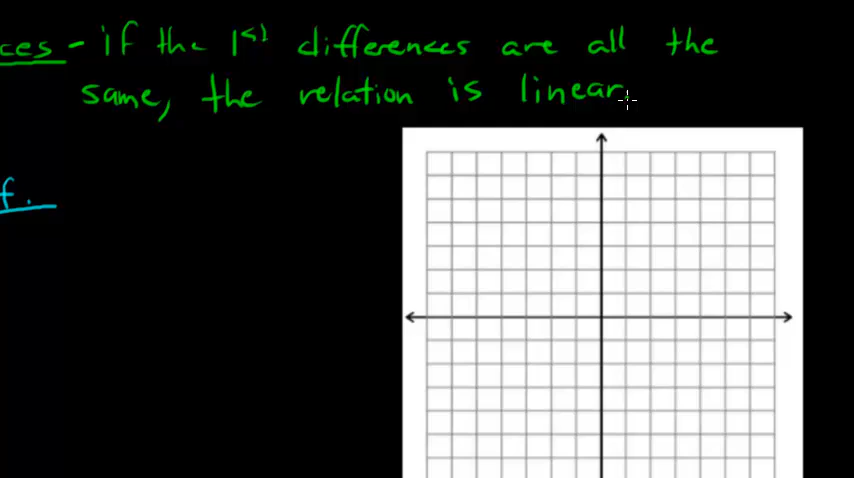 ces - if the 1st differences are all the
same, the relation is linear.
f.